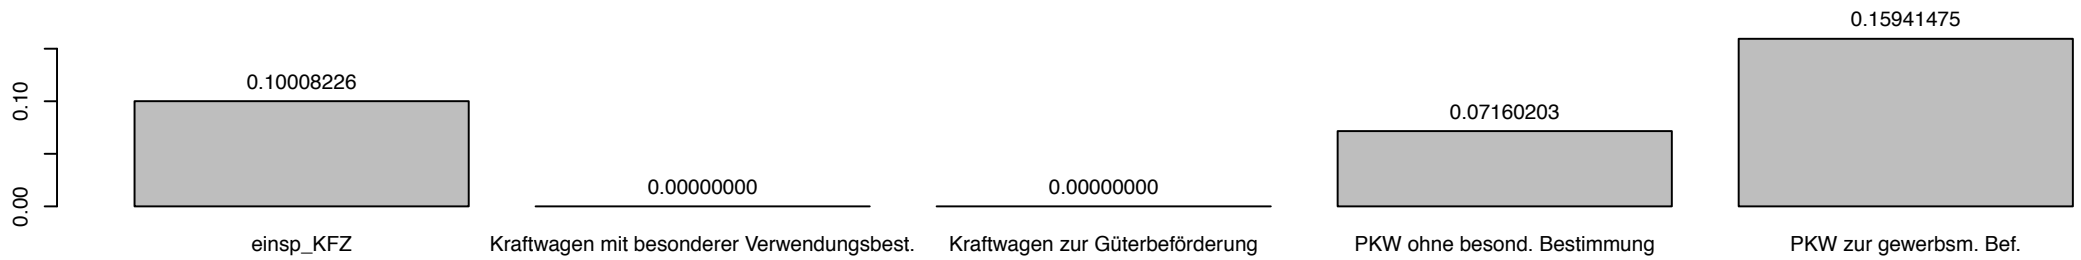 0.15941475
0.10008226
0.10
0.07160203
0.00000000
0.00000000
0.00
einsp_KFZ
Kraftwagen mit besonderer Verwendungsbest.
Kraftwagen zur Güterbeförderung
PKW ohne besond. Bestimmung
PKW zur gewerbsm. Bef.